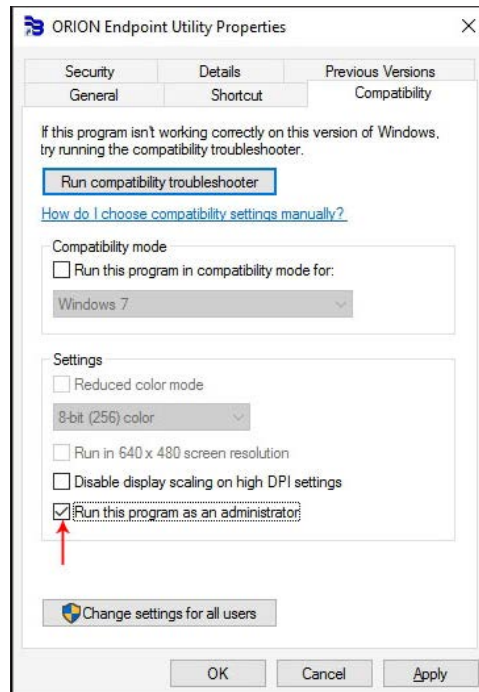 ORION Endpoint Utility Properties
Security Details Previous Versions
General Shortcut Compatibility
If this program isn't working correctly on this version of Windows,
try running the compatibility troubleshooter.
Run compatibility troubleshooter
How do I choose compatibility settings manually?
Compatibility mode
Run this program in compatibility mode for:
Windows 7
Settings
Reduced color mode
8-bit (256) color
Run in 640 x 480 screen resolution
Disable display scaling on high DPI settings
Run this program as an administrator
Change settings for all users
OK Cancel Apply